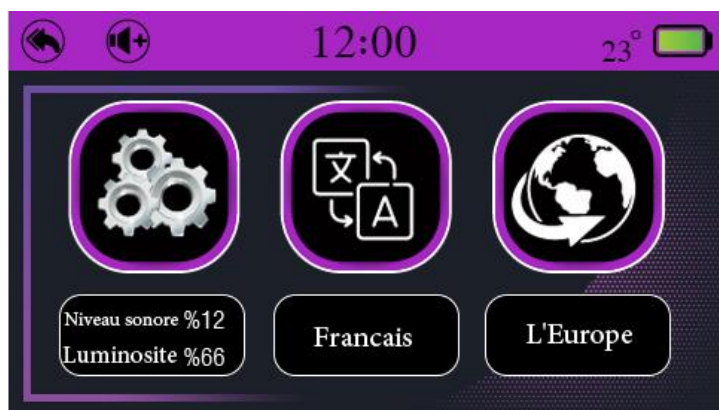 12:00
23°
文
A
Niveau sonore %12
Luminosite %66
Francais
L'Europe